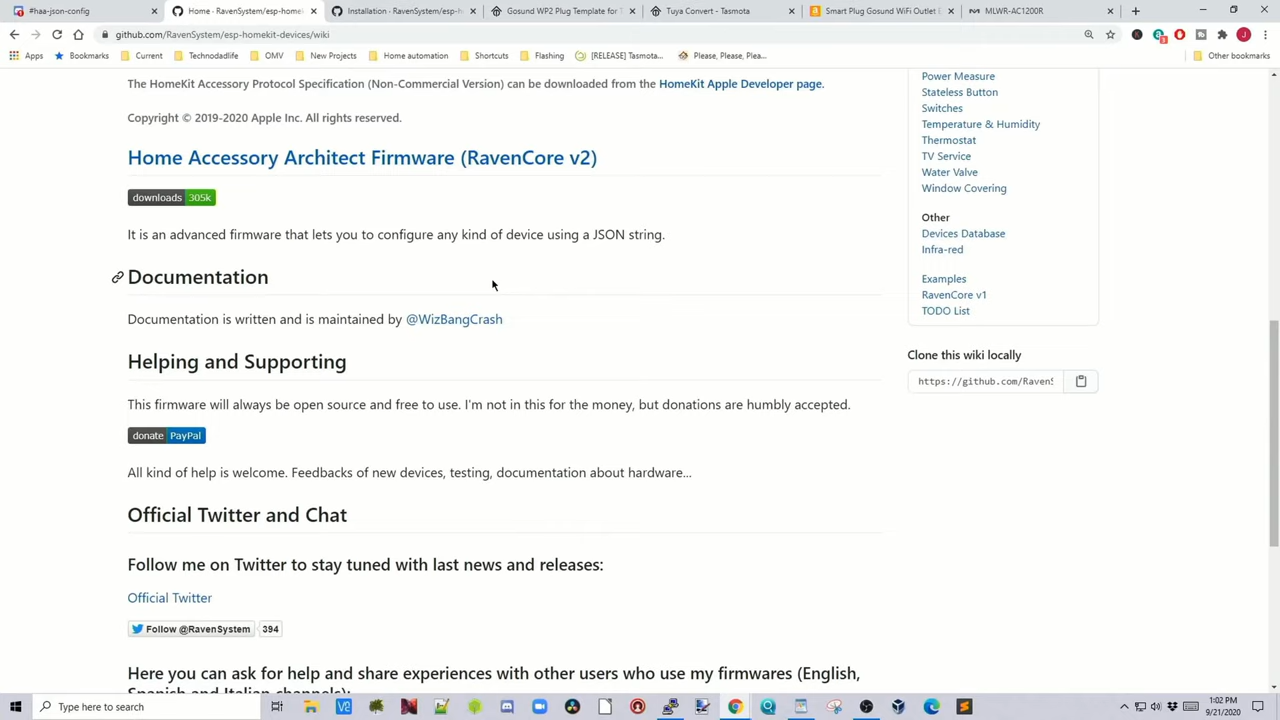 #haa-json-config
Home · RavenSystem/esp-home
Installation · RavenSystem/esp-h
Gosund WP2 Plug Template for T
Tuya Convert - Tasmota
Smart Plug Gosund WiFi Outlet E
MLWR-AC1200R
github.com/RavenSystem/esp-homekit-devices/wiki
Apps
Bookmarks
Current
Technodadlife
OMV
New Projects
Home automation
Shortcuts
Flashing
[RELEASE] Tasmota...
Please, Please, Plea...
Other bookmarks
The HomeKit Accessory Protocol Specification (Non-Commercial Version) can be downloaded from the HomeKit Apple Developer page.
Copyright © 2019-2020 Apple Inc. All rights reserved.
Home Accessory Architect Firmware (RavenCore v2)
downloads 305k
It is an advanced firmware that lets you to configure any kind of device using a JSON string.
Documentation
Documentation is written and is maintained by @WizBangCrash
Helping and Supporting
This firmware will always be open source and free to use. I'm not in this for the money, but donations are humbly accepted.
donate PayPal
All kind of help is welcome. Feedbacks of new devices, testing, documentation about hardware...
Official Twitter and Chat
Follow me on Twitter to stay tuned with last news and releases:
Official Twitter
Follow @RavenSystem 394
Here you can ask for help and share experiences with other users who use my firmwares (English,
Spanish and Italian channels):
Power Measure
Stateless Button
Switches
Temperature & Humidity
Thermostat
TV Service
Water Valve
Window Covering
Other
Devices Database
Infra-red
Examples
RavenCore v1
TODO List
Clone this wiki locally
https://github.com/RavenS
Type here to search
1:02 PM
9/21/2020